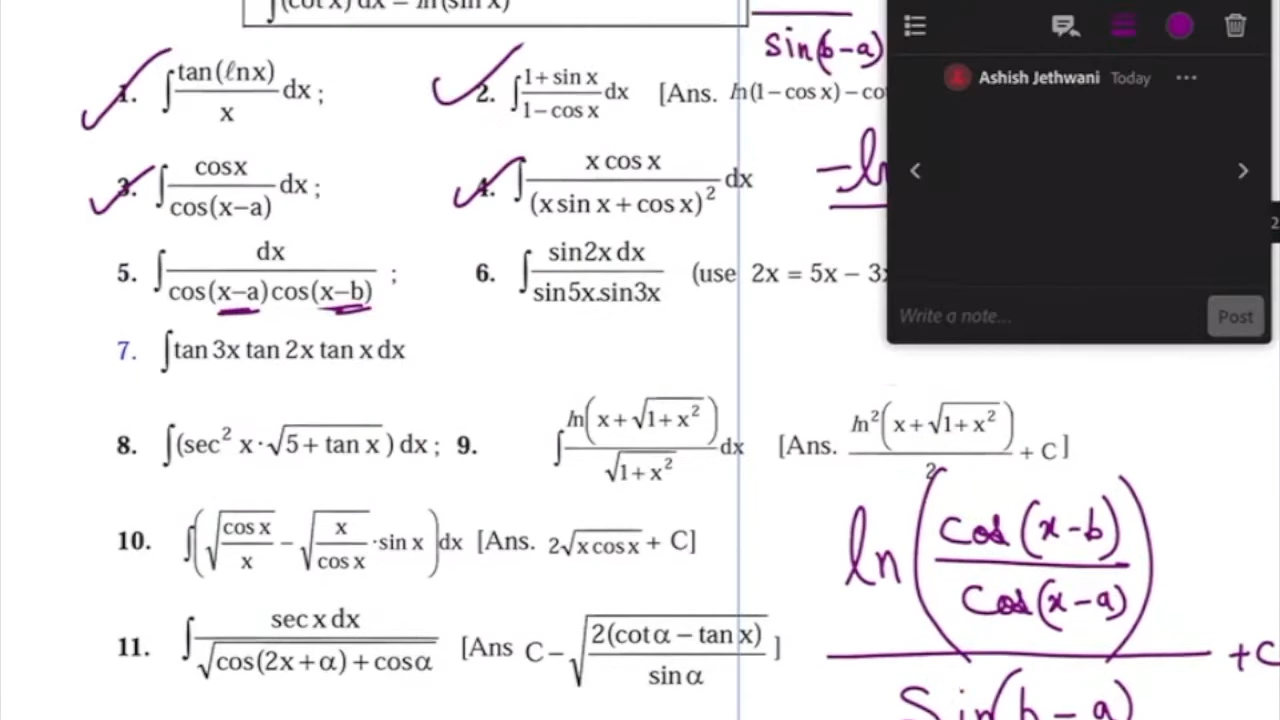 ∫(cot x) dx = ln(sin x)
sin(b-a)
Ashish Jethwani Today ...
1. ∫ tan(ℓnx)/x dx ;
2. ∫ (1+ sin x)/(1− cos x) dx [Ans. ln(1 − cos x) − co
3. ∫ cosx/cos(x−a) dx ;
4. ∫ x cos x/(x sin x + cos x)² dx
-ln
5. ∫ dx/(cos(x−a)cos(x−b)) ;
6. ∫ sin2x dx/(sin5x.sin3x) (use 2x = 5x − 3x
Write a note... Post
7. ∫tan 3x tan 2x tan x dx
8. ∫(sec² x·√(5+ tan x)) dx ;
9. ∫ ln(x+√(1+x²))/√(1+x²) dx [Ans. ln²(x+√(1+x²))/2 + C]
10. ∫(√(cos x/x) − √(x/cos x) ·sin x)dx [Ans. 2√(x cos x) + C]
ln(cos(x-b)/cos(x-a))
+C
Sin(b-a)
11. ∫ sec x dx/√(cos(2x+α)+cosα) [Ans C−√(2(cotα − tan x)/sin α) ]